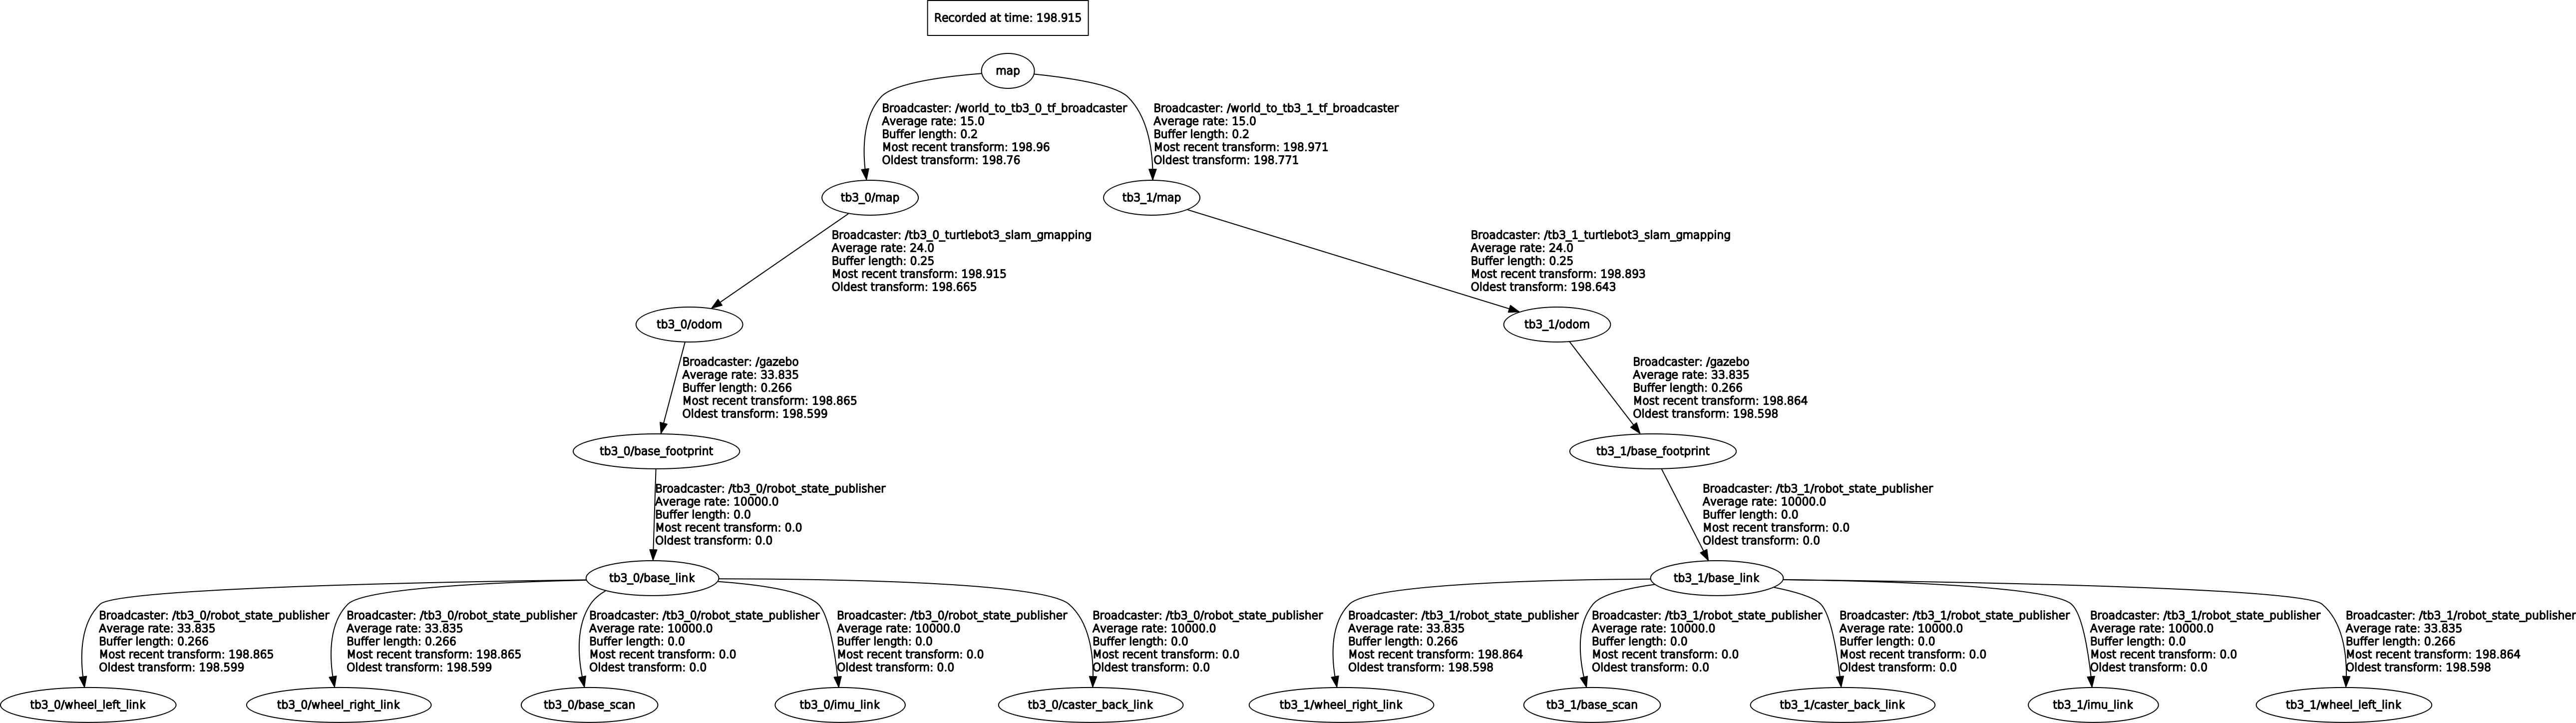 Recorded at time: 198.915
map
Broadcaster: /world_to_tb3_0_tf_broadcaster
Average rate: 15.0
Buffer length: 0.2
Most recent transform: 198.96
Oldest transform: 198.76
Broadcaster: /world_to_tb3_1_tf_broadcaster
Average rate: 15.0
Buffer length: 0.2
Most recent transform: 198.971
Oldest transform: 198.771
tb3_0/map
tb3_1/map
Broadcaster: /tb3_0_turtlebot3_slam_gmapping
Average rate: 24.0
Buffer length: 0.25
Most recent transform: 198.915
Oldest transform: 198.665
Broadcaster: /tb3_1_turtlebot3_slam_gmapping
Average rate: 24.0
Buffer length: 0.25
Most recent transform: 198.893
Oldest transform: 198.643
tb3_0/odom
tb3_1/odom
Broadcaster: /gazebo
Average rate: 33.835
Buffer length: 0.266
Most recent transform: 198.865
Oldest transform: 198.599
Broadcaster: /gazebo
Average rate: 33.835
Buffer length: 0.266
Most recent transform: 198.864
Oldest transform: 198.598
tb3_0/base_footprint
tb3_1/base_footprint
Broadcaster: /tb3_0/robot_state_publisher
Average rate: 10000.0
Buffer length: 0.0
Most recent transform: 0.0
Oldest transform: 0.0
Broadcaster: /tb3_1/robot_state_publisher
Average rate: 10000.0
Buffer length: 0.0
Most recent transform: 0.0
Oldest transform: 0.0
tb3_0/base_link
tb3_1/base_link
Broadcaster: /tb3_0/robot_state_publisher
Average rate: 33.835
Buffer length: 0.266
Most recent transform: 198.865
Oldest transform: 198.599
Broadcaster: /tb3_0/robot_state_publisher
Average rate: 33.835
Buffer length: 0.266
Most recent transform: 198.865
Oldest transform: 198.599
Broadcaster: /tb3_0/robot_state_publisher
Average rate: 10000.0
Buffer length: 0.0
Most recent transform: 0.0
Oldest transform: 0.0
Broadcaster: /tb3_0/robot_state_publisher
Average rate: 10000.0
Buffer length: 0.0
Most recent transform: 0.0
Oldest transform: 0.0
Broadcaster: /tb3_0/robot_state_publisher
Average rate: 10000.0
Buffer length: 0.0
Most recent transform: 0.0
Oldest transform: 0.0
Broadcaster: /tb3_1/robot_state_publisher
Average rate: 33.835
Buffer length: 0.266
Most recent transform: 198.864
Oldest transform: 198.598
Broadcaster: /tb3_1/robot_state_publisher
Average rate: 10000.0
Buffer length: 0.0
Most recent transform: 0.0
Oldest transform: 0.0
Broadcaster: /tb3_1/robot_state_publisher
Average rate: 10000.0
Buffer length: 0.0
Most recent transform: 0.0
Oldest transform: 0.0
Broadcaster: /tb3_1/robot_state_publisher
Average rate: 10000.0
Buffer length: 0.0
Most recent transform: 0.0
Oldest transform: 0.0
Broadcaster: /tb3_1/robot_state_publisher
Average rate: 33.835
Buffer length: 0.266
Most recent transform: 198.864
Oldest transform: 198.598
tb3_0/wheel_left_link
tb3_0/wheel_right_link
tb3_0/base_scan
tb3_0/imu_link
tb3_0/caster_back_link
tb3_1/wheel_right_link
tb3_1/base_scan
tb3_1/caster_back_link
tb3_1/imu_link
tb3_1/wheel_left_link